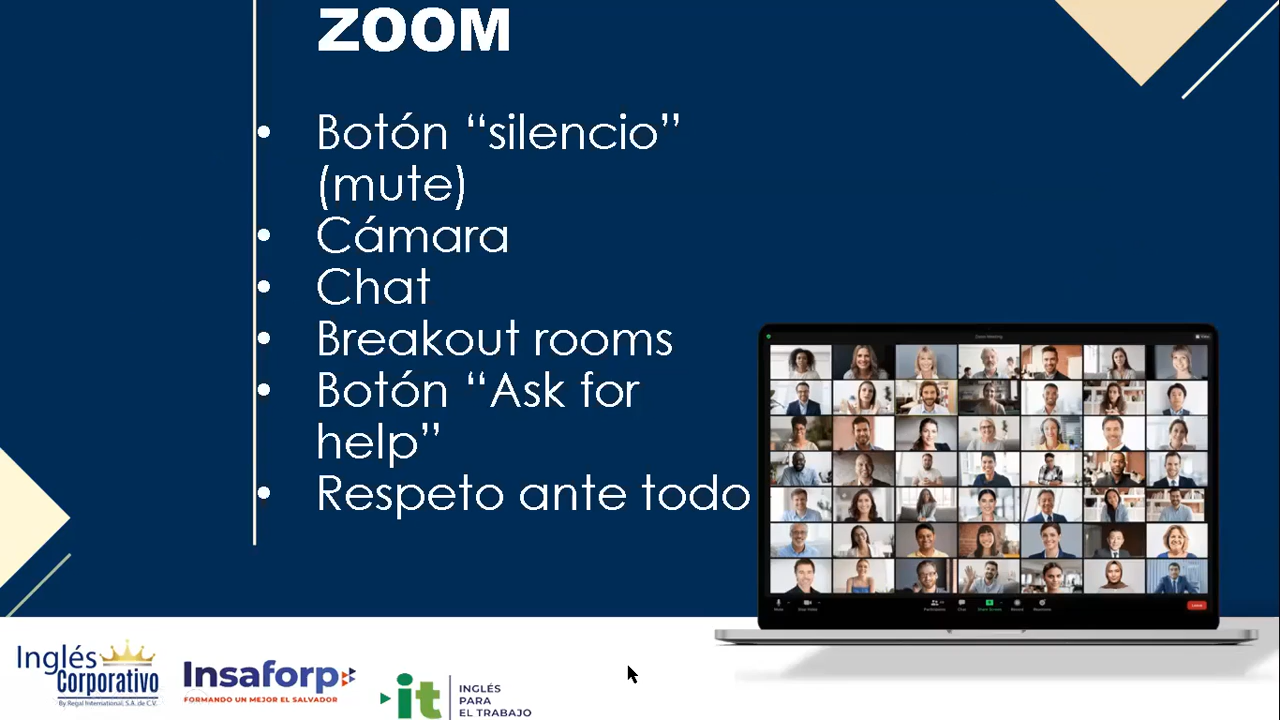 ZOOM
• Botón “silencio”
(mute)
• Cámara
• Chat
• Breakout rooms
• Botón “Ask for
help”
• Respeto ante todo
Inglés
Corporativo
By Regal International, S.A. de C.V.
Insaforp
FORMANDO UN MEJOR EL SALVADOR
it
INGLÉS
PARA
EL TRABAJO